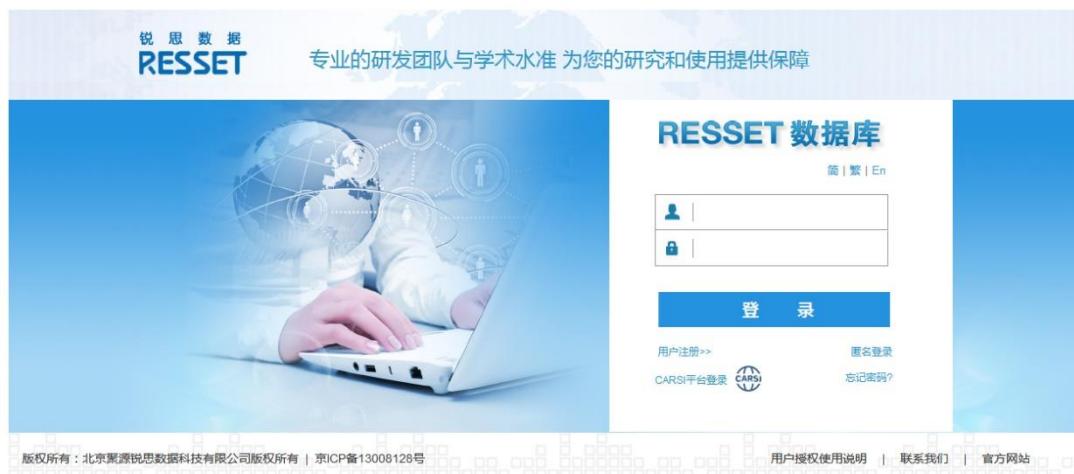 锐思数据
RESSET
专业的研发团队与学术水准 为您的研究和使用提供保障
RESSET 数据库
简 | 繁 | En
登 录
用户注册>>
匿名登录
CARSI平台登录 CARSI
忘记密码?
版权所有：北京聚源锐思数据科技有限公司版权所有 | 京ICP备13008128号
用户授权使用说明 | 联系我们 | 官方网站